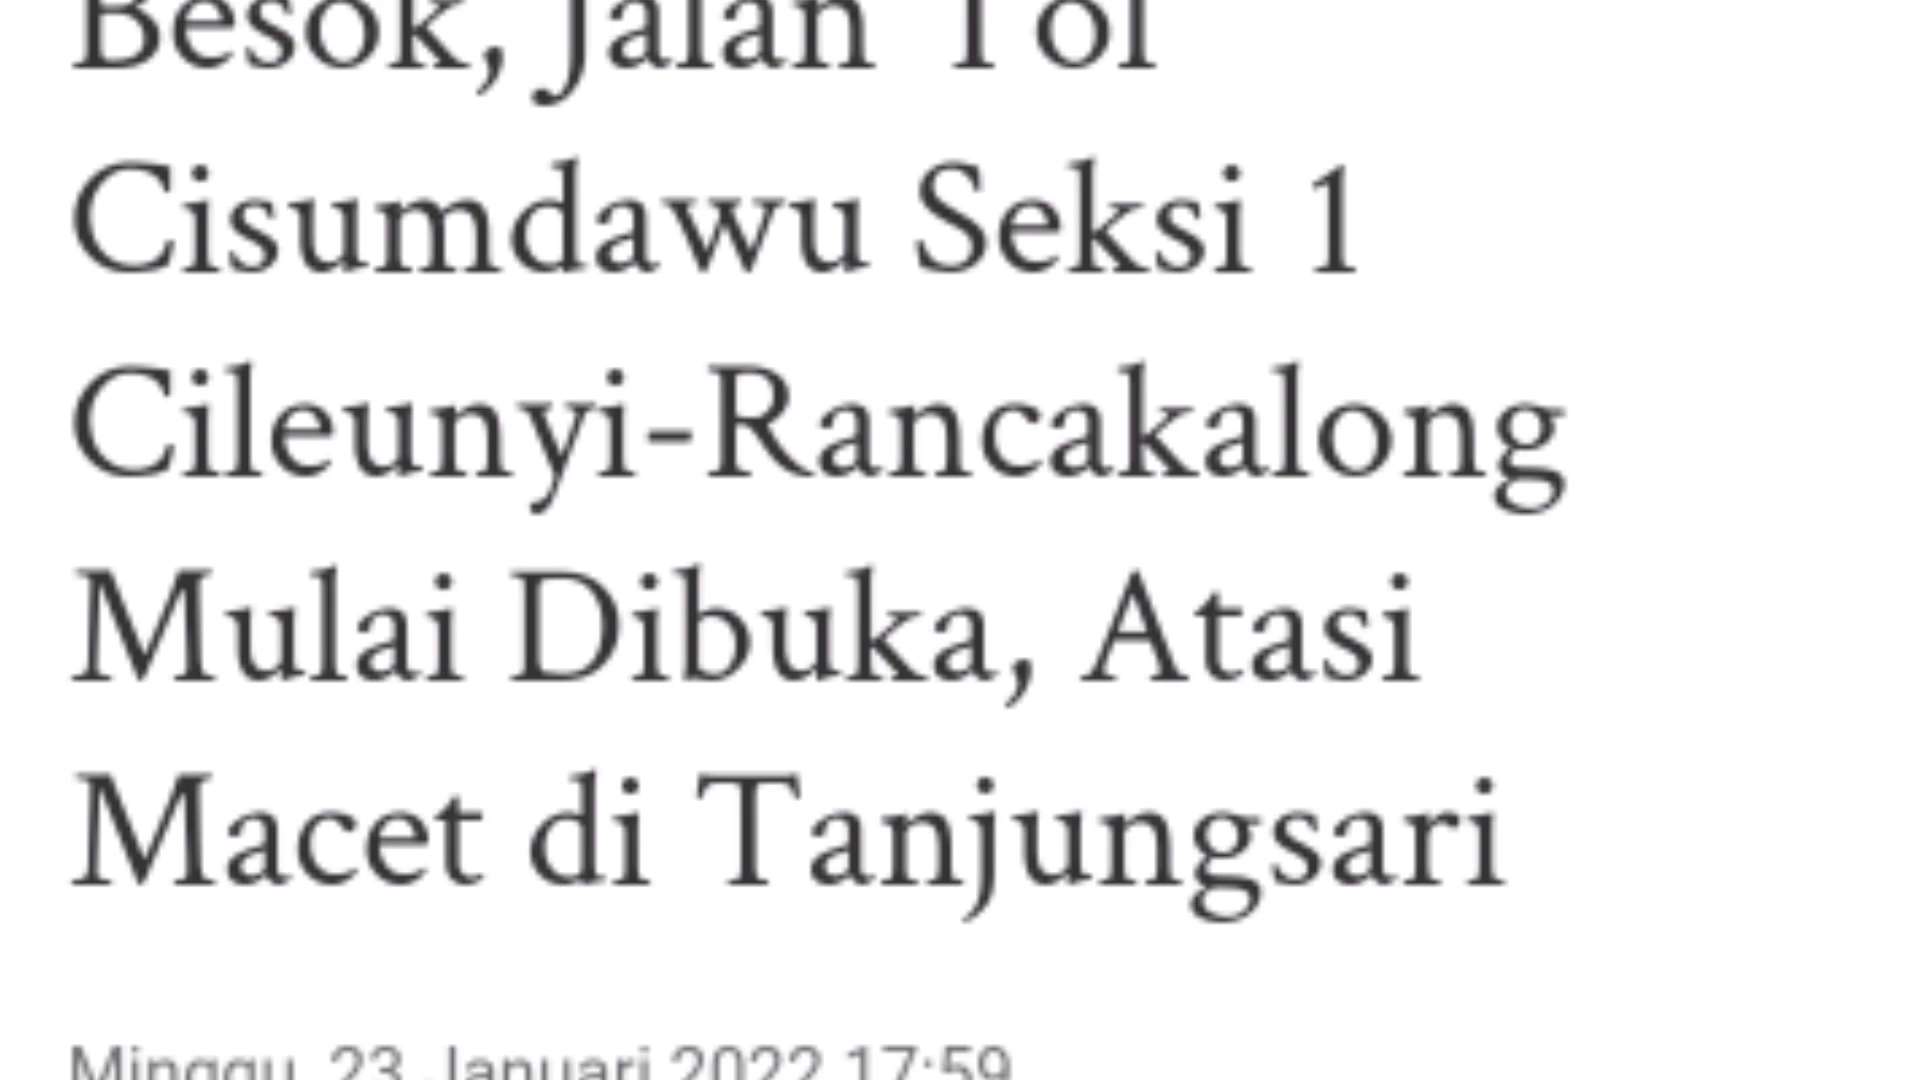 Besok, Jalan Tol
Cisumdawu Seksi 1
Cileunyi-Rancakalong
Mulai Dibuka, Atasi
Macet di Tanjungsari
Minggu, 23 Januari 2022 17:59